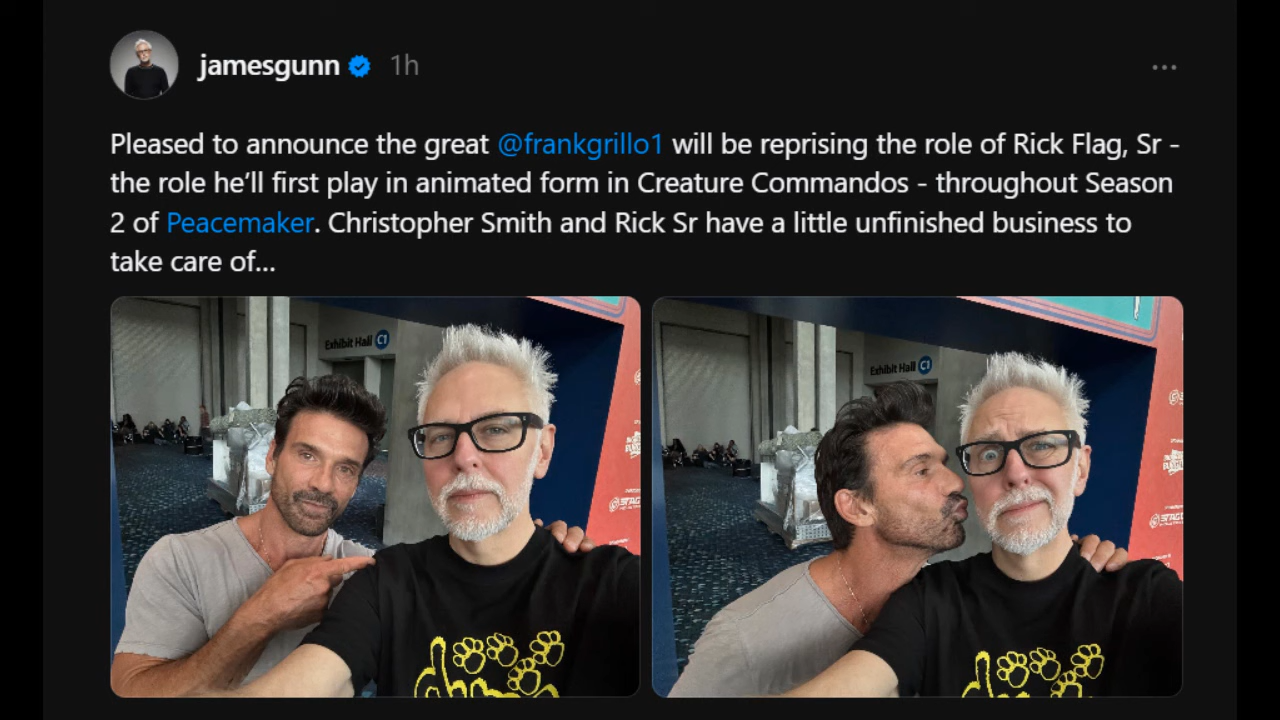 jamesgunn 1h
Pleased to announce the great @frankgrillo1 will be reprising the role of Rick Flag, Sr -
the role he'll first play in animated form in Creature Commandos - throughout Season
2 of Peacemaker. Christopher Smith and Rick Sr have a little unfinished business to
take care of...
Exhibit Hall C1
Exhibit Hall C1